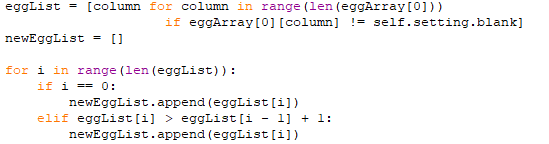 eggList = [column for column in range(len(eggArray[0]))
                    if eggArray[0][column] != self.setting.blank]
newEggList = []

for i in range(len(eggList)):
    if i == 0:
        newEggList.append(eggList[i])
    elif eggList[i] > eggList[i - 1] + 1:
        newEggList.append(eggList[i])